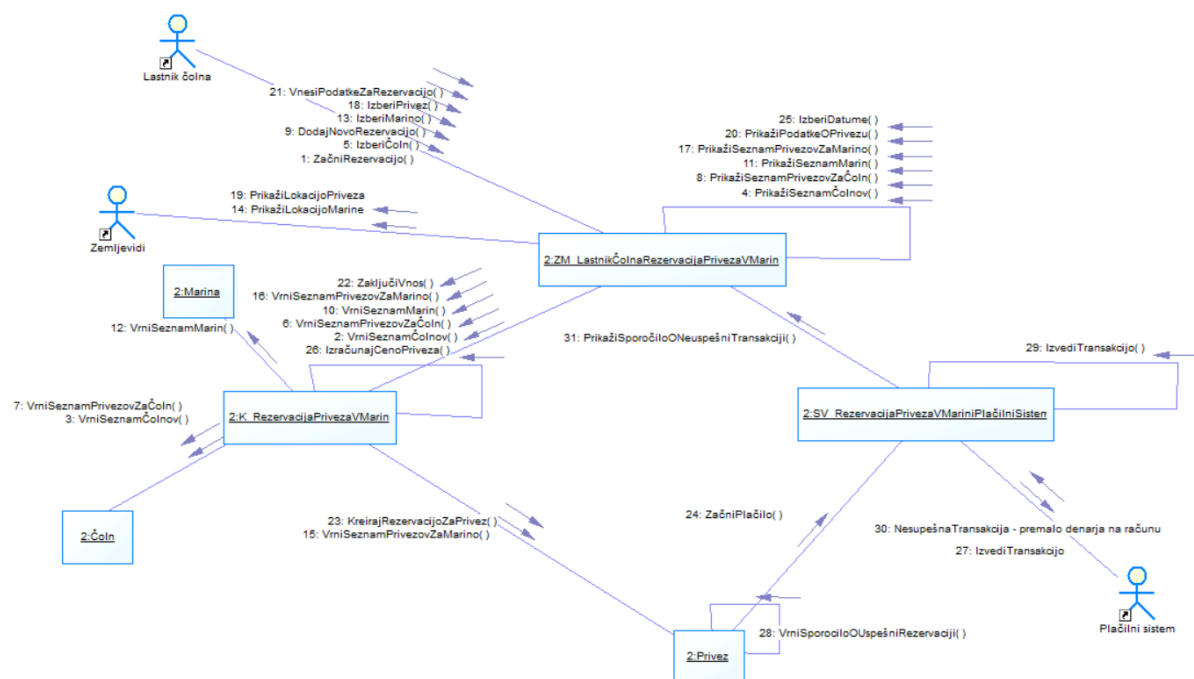 Lastnik čolna
21: VnesiPodatkeZaRezervacijo( )
18: IzberiPrivez( )
13: IzberiMarino( )
9: DodajNovoRezervacijo( )
5: IzberiČoln( )
1: ZačniRezervacijo( )
25: IzberiDatume( )
20: PrikažiPodatkeOPrivezu( )
17: PrikažiSeznamPrivezovZaMarino( )
11: PrikažiSeznamMarin( )
8: PrikažiSeznamPrivezovZaČoln( )
4: PrikažiSeznamČolnov( )
19: PrikažiLokacijoPriveza
14: PrikažiLokacijoMarine
Zemljevidi
2:ZM_LastnikČolnaRezervacijaPrivezaVMarin
2:Marina
22: ZaključiVnos( )
16: VrniSeznamPrivezovZaMarino( )
10: VrniSeznamMarin( )
6: VrniSeznamPrivezovZaČoln( )
2: VrniSeznamČolnov( )
26: IzračunajCenoPriveza( )
12: VrniSeznamMarin( )
31: PrikažiSporočiloONeuspešniTransakciji( )
29: IzvediTransakcijo( )
7: VrniSeznamPrivezovZaČoln( )
3: VrniSeznamČolnov( )
2:K_RezervacijaPrivezaVMarin
2:SV_RezervacijaPrivezaVMariniPlačilniSisten
2:Čoln
23: KreirajRezervacijoZaPrivez( )
15: VrniSeznamPrivezovZaMarino( )
24: ZačniPlačilo( )
30: NesupešnaTransakcija - premalo denarja na računu
27: IzvediTransakcijo
Plačilni sistem
28: VrniSporociloOUspešniRezervaciji( )
2:Privez